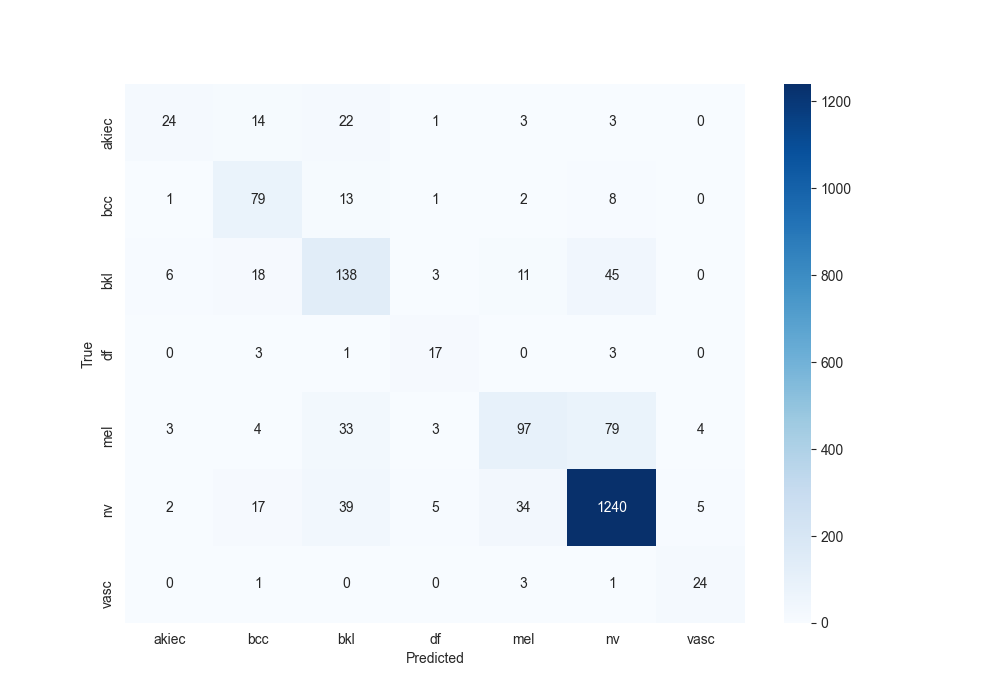 akiec 24 14 22 1 3 3 0
bcc 1 79 13 1 2 8 0
bkl 6 18 138 3 11 45 0
df 0 3 1 17 0 3 0
mel 3 4 33 3 97 79 4
nv 2 17 39 5 34 1240 5
vasc 0 1 0 0 3 1 24
True
akiec bcc bkl df mel nv vasc
Predicted
1200
1000
800
600
400
200
0